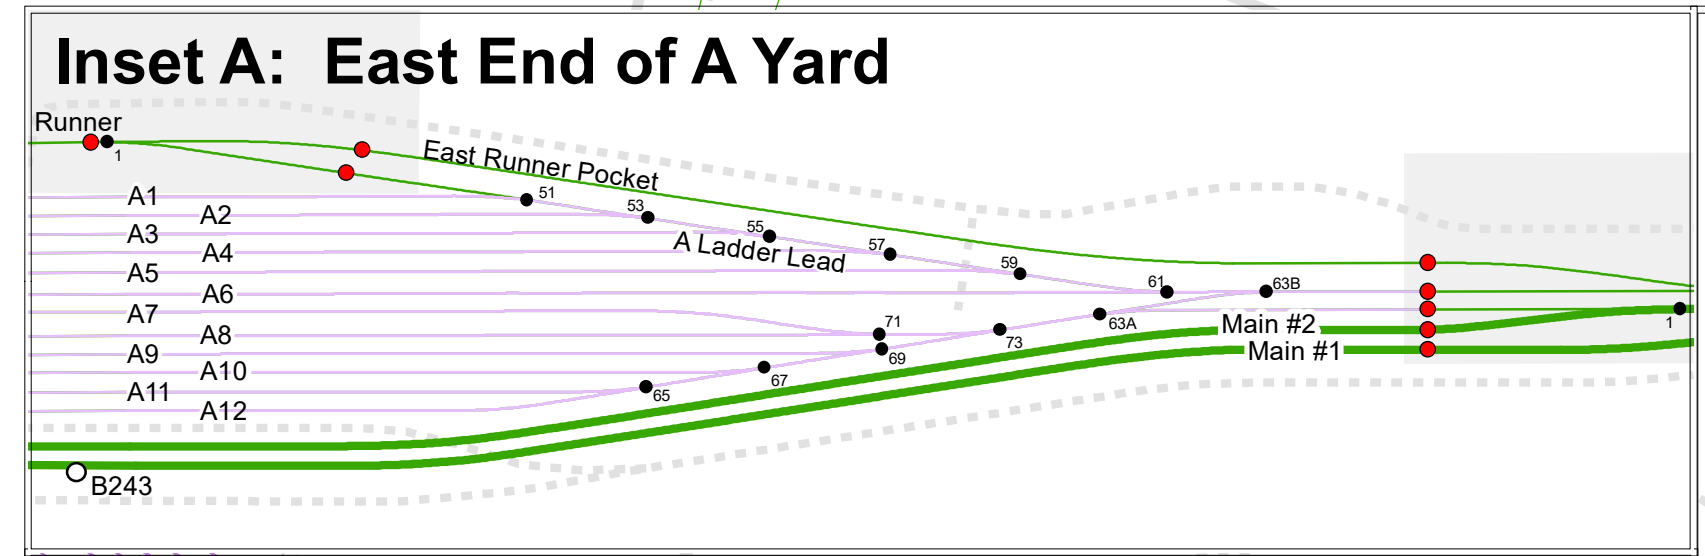 Inset A: East End of A Yard
Runner
1
East Runner Pocket
A1
51
A2
53
A3
55
A4
57
A Ladder Lead
A5
59
A6
61
63B
A7
71
63A
Main #2
1
A8
73
A9
69
Main #1
A10
67
A11
65
A12
B243